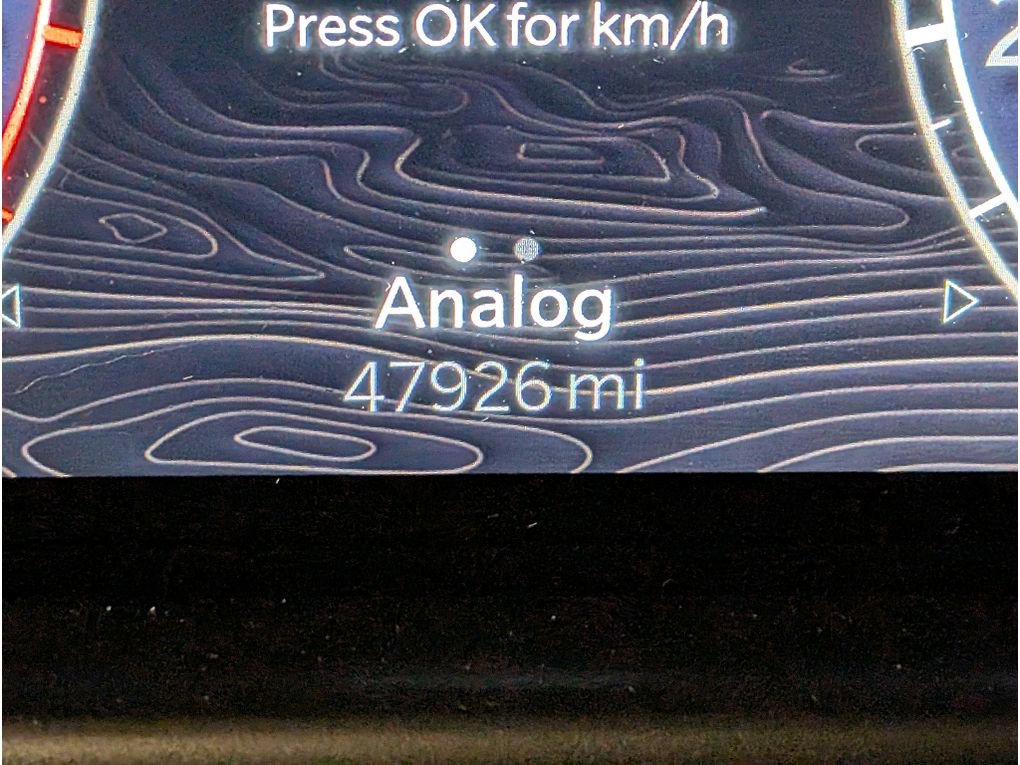 Press OK for km/h
Analog
47926 mi